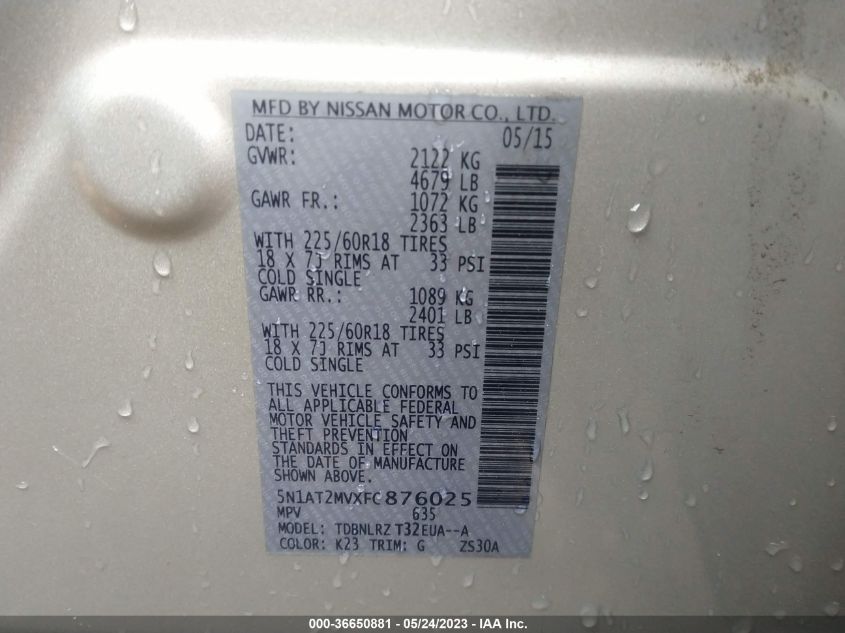 MFD BY NISSAN MOTOR CO., LTD.
DATE: 05/15
GVWR: 2122 KG
4679 LB
GAWR FR.: 1072 KG
2363 LB
WITH 225/60R18 TIRES
18 X 7J RIMS AT 33 PSI
COLD SINGLE
GAWR RR.: 1089 KG
2401 LB
WITH 225/60R18 TIRES
18 X 7J RIMS AT 33 PSI
COLD SINGLE
THIS VEHICLE CONFORMS TO
ALL APPLICABLE FEDERAL
MOTOR VEHICLE SAFETY AND
THEFT PREVENTION
STANDARDS IN EFFECT ON
THE DATE OF MANUFACTURE
SHOWN ABOVE.
5N1AT2MVXFC876025
MPV 635
MODEL: TDBNLRZ T32EUA--A
COLOR: K23 TRIM: G ZS30A
000-36650881 - 05/24/2023 - IAA Inc.